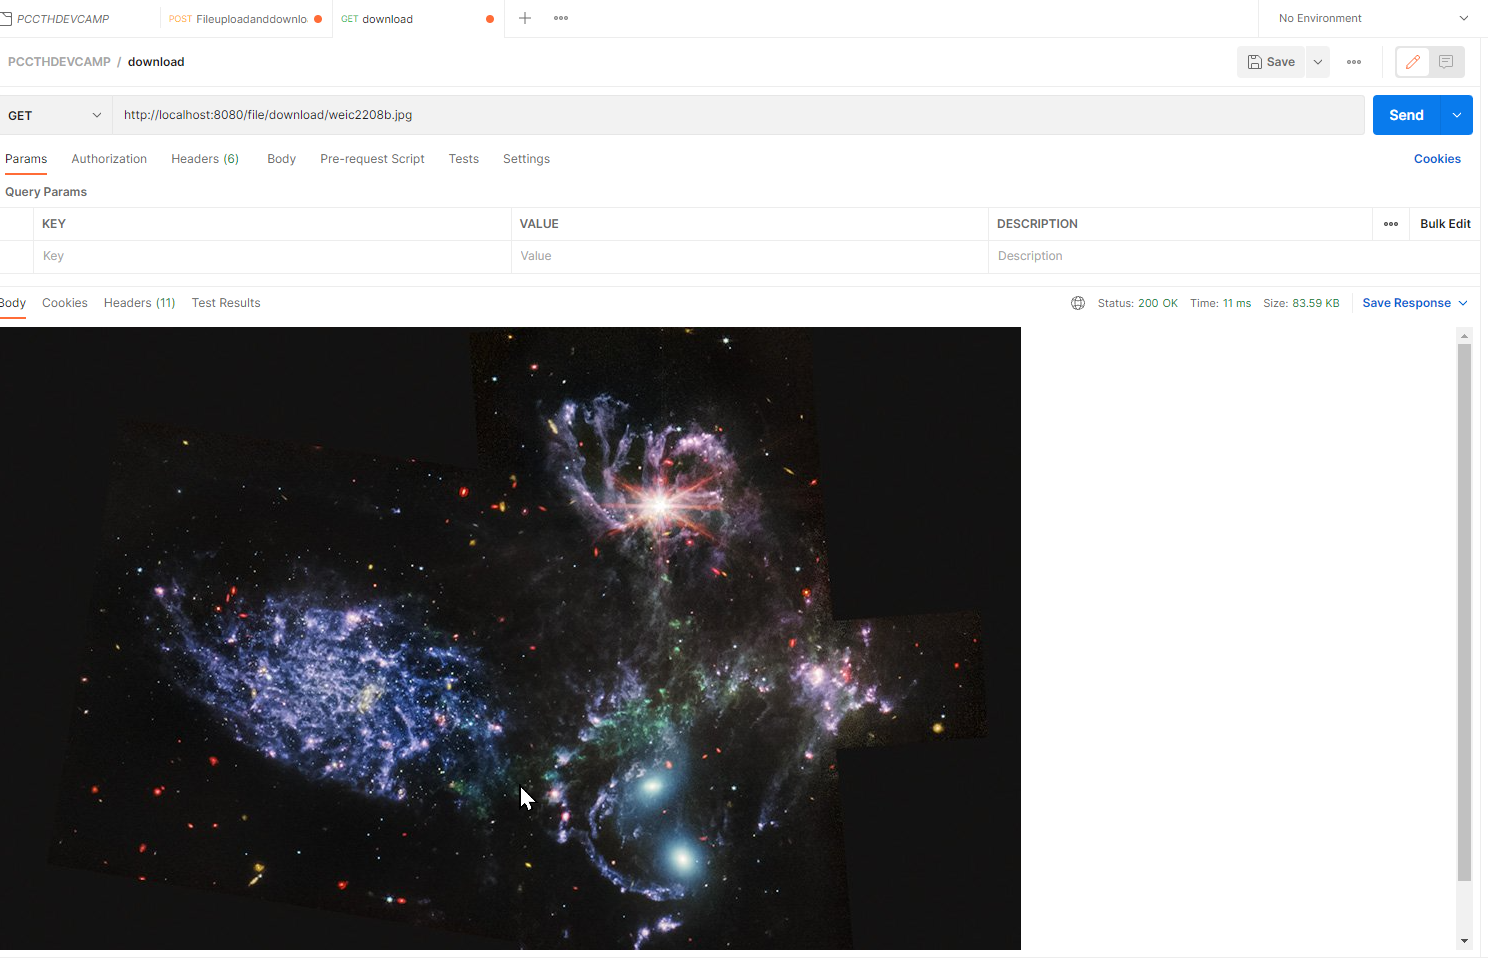 PCCTHDEVCAMP
POST Fileuploadanddownlo
GET download
No Environment
PCCTHDEVCAMP / download
Save
GET
http://localhost:8080/file/download/weic2208b.jpg
Send
Params Authorization Headers (6) Body Pre-request Script Tests Settings Cookies
Query Params
KEY VALUE DESCRIPTION Bulk Edit
Key Value Description
Body Cookies Headers (11) Test Results Status: 200 OK Time: 11 ms Size: 83.59 KB Save Response